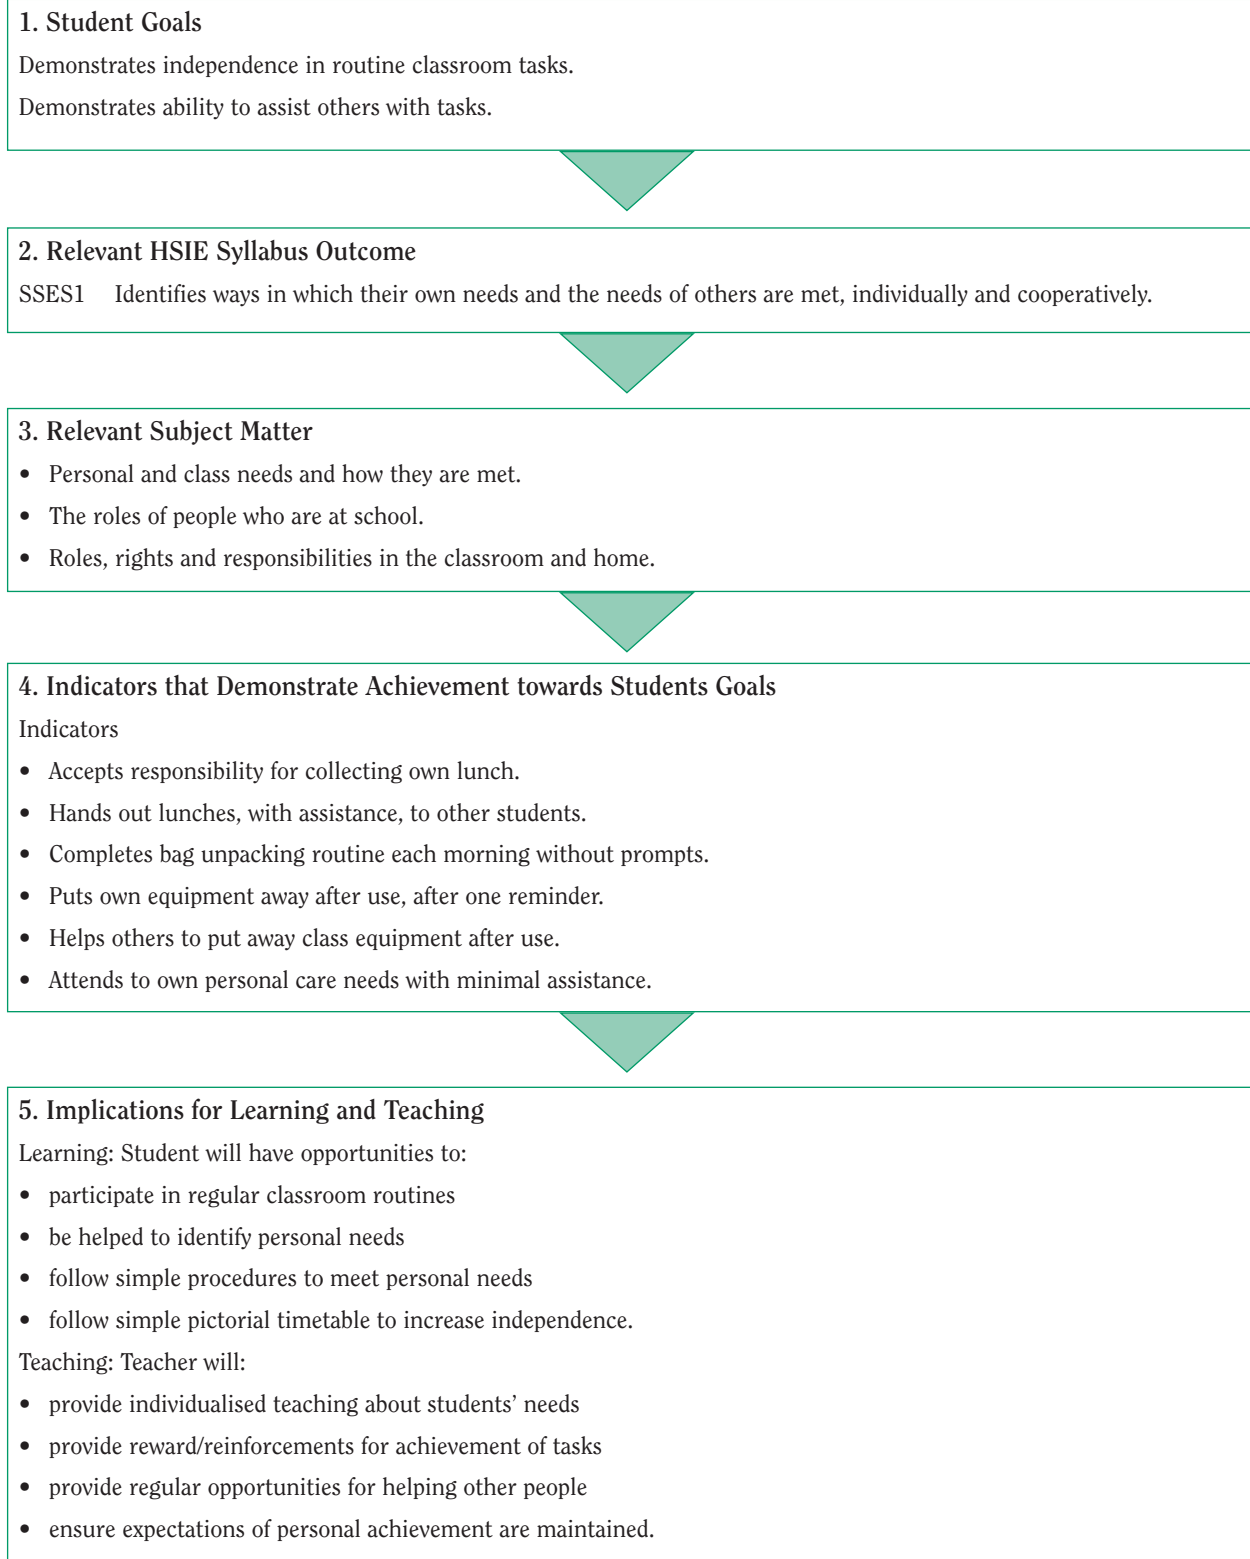 1. Student Goals
Demonstrates independence in routine classroom tasks.
Demonstrates ability to assist others with tasks.
2. Relevant HSIE Syllabus Outcome
SSES1 Identifies ways in which their own needs and the needs of others are met, individually and cooperatively.
3. Relevant Subject Matter
• Personal and class needs and how they are met.
• The roles of people who are at school.
• Roles, rights and responsibilities in the classroom and home.
4. Indicators that Demonstrate Achievement towards Students Goals
Indicators
• Accepts responsibility for collecting own lunch.
• Hands out lunches, with assistance, to other students.
• Completes bag unpacking routine each morning without prompts.
• Puts own equipment away after use, after one reminder.
• Helps others to put away class equipment after use.
• Attends to own personal care needs with minimal assistance.
5. Implications for Learning and Teaching
Learning: Student will have opportunities to:
• participate in regular classroom routines
• be helped to identify personal needs
• follow simple procedures to meet personal needs
• follow simple pictorial timetable to increase independence.
Teaching: Teacher will:
• provide individualised teaching about students’ needs
• provide reward/reinforcements for achievement of tasks
• provide regular opportunities for helping other people
• ensure expectations of personal achievement are maintained.